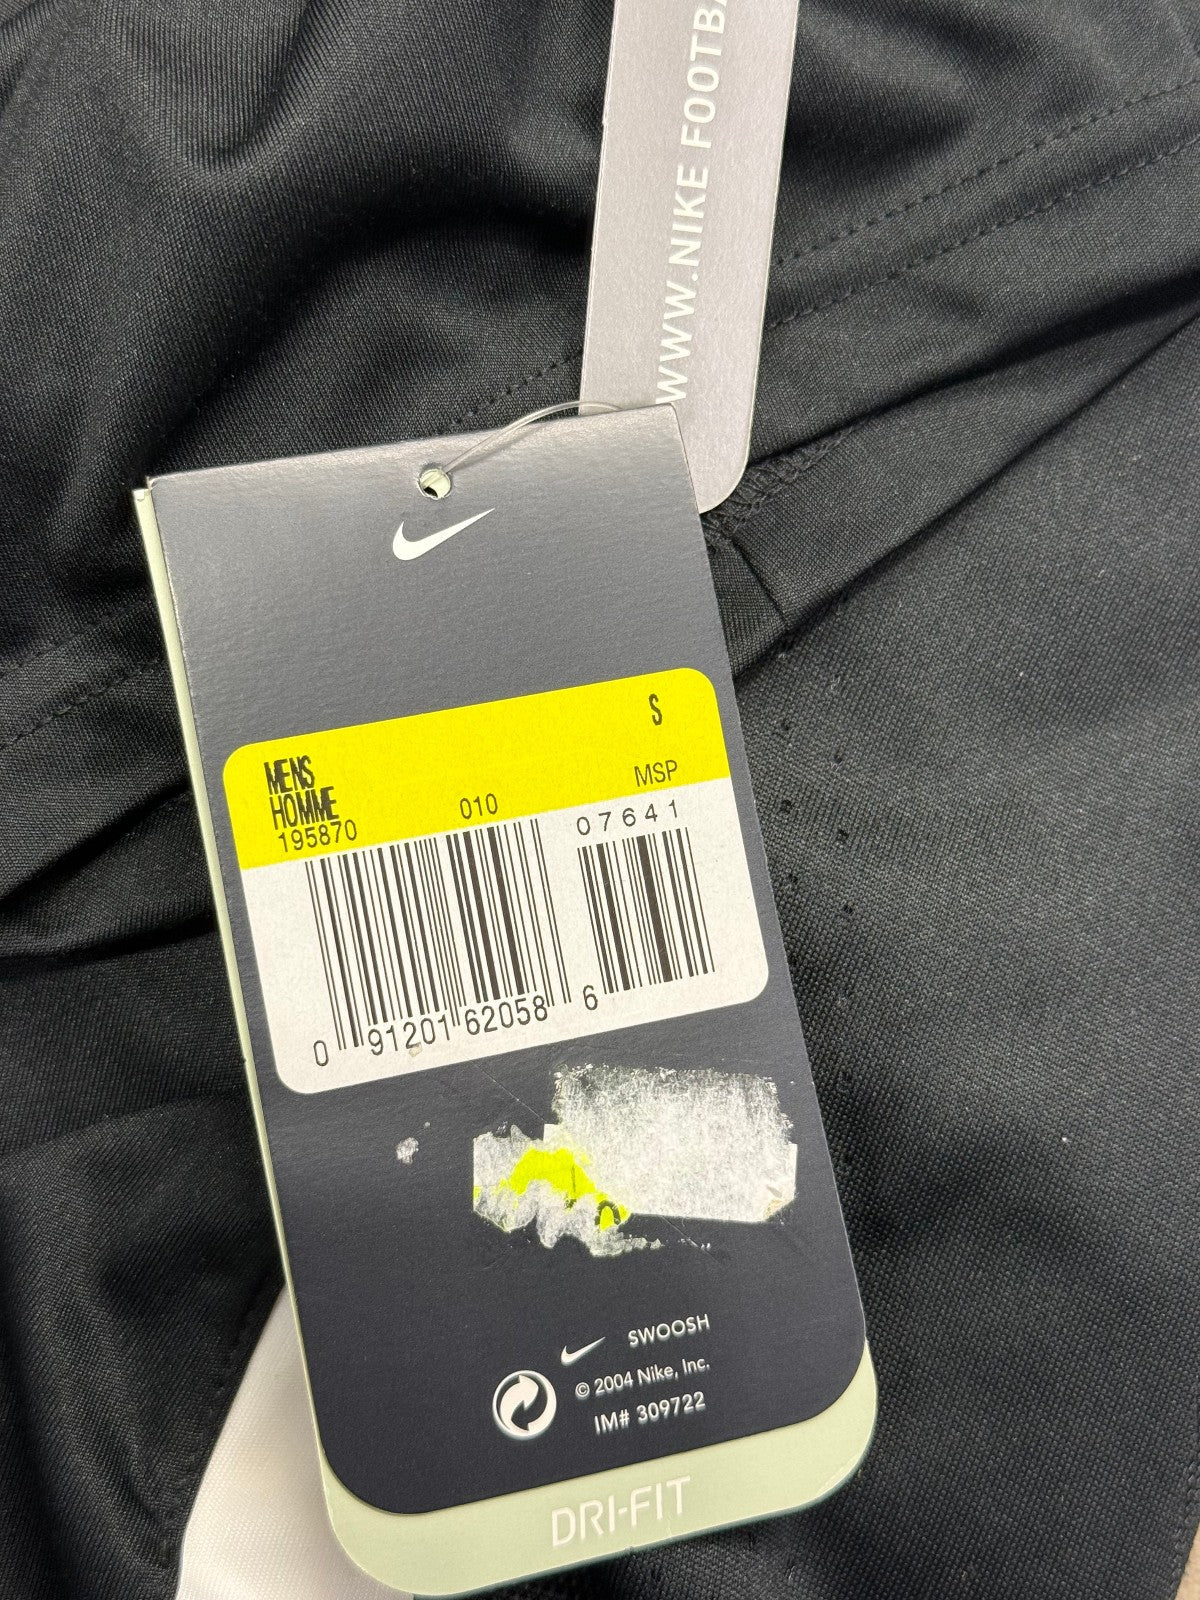 WWW.NIKE FOOTBA
S
MENS
HOMME
195870 010 MSP
07641
0 91201 62058 6
SWOOSH
© 2004 Nike, Inc.
IM# 309722
DRI-FIT